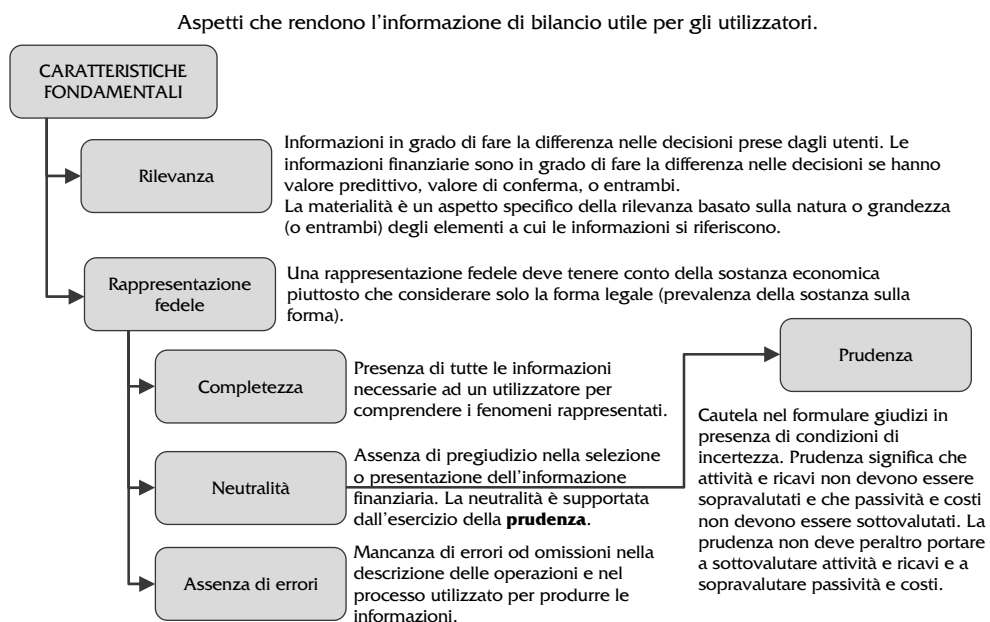 Aspetti che rendono l'informazione di bilancio utile per gli utilizzatori.
CARATTERISTICHE
FONDAMENTALI
Rilevanza
Informazioni in grado di fare la differenza nelle decisioni prese dagli utenti. Le
informazioni finanziarie sono in grado di fare la differenza nelle decisioni se hanno
valore predittivo, valore di conferma, o entrambi.
La materialità è un aspetto specifico della rilevanza basato sulla natura o grandezza
(o entrambi) degli elementi a cui le informazioni si riferiscono.
Rappresentazione
fedele
Una rappresentazione fedele deve tenere conto della sostanza economica
piuttosto che considerare solo la forma legale (prevalenza della sostanza sulla
forma).
Completezza
Presenza di tutte le informazioni
necessarie ad un utilizzatore per
comprendere i fenomeni rappresentati.
Neutralità
Assenza di pregiudizio nella selezione
o presentazione dell'informazione
finanziaria. La neutralità è supportata
dall'esercizio della prudenza.
Assenza di errori
Mancanza di errori od omissioni nella
descrizione delle operazioni e nel
processo utilizzato per produrre le
informazioni.
Prudenza
Cautela nel formulare giudizi in
presenza di condizioni di
incertezza. Prudenza significa che
attività e ricavi non devono essere
sopravalutati e che passività e costi
non devono essere sottovalutati. La
prudenza non deve peraltro portare
a sottovalutare attività e ricavi e a
sopravalutare passività e costi.